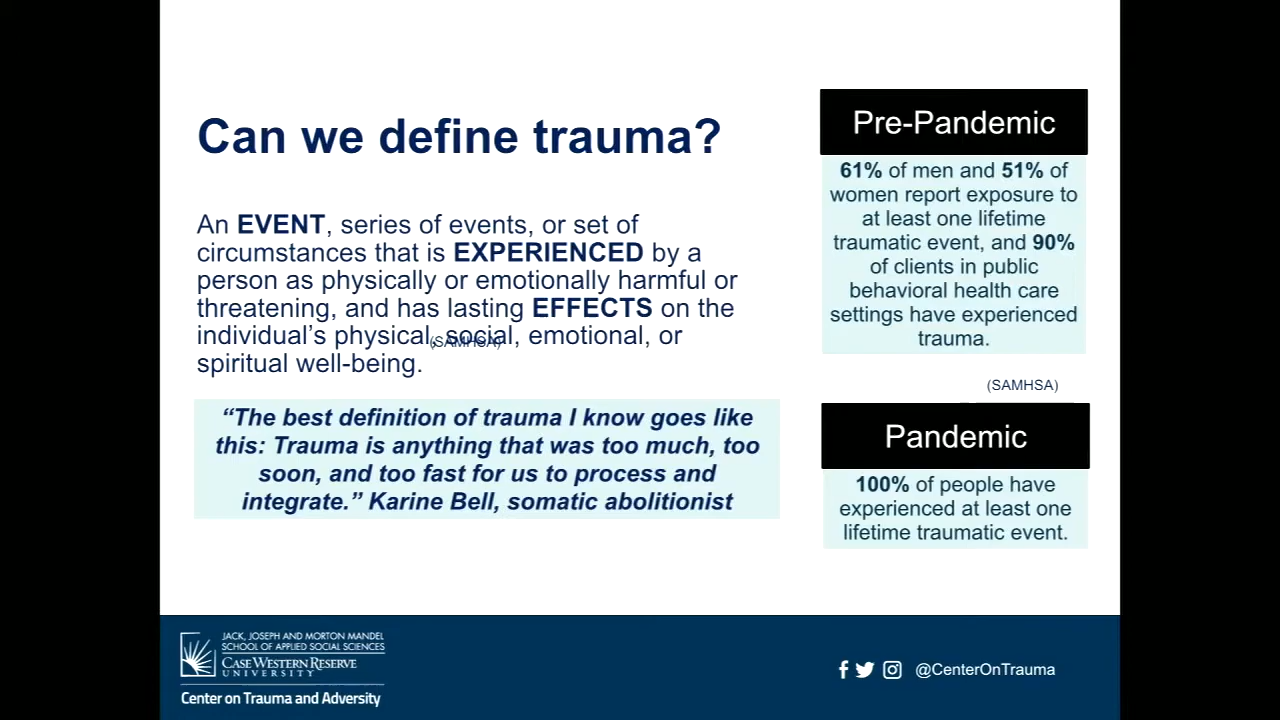 Can we define trauma?
An EVENT, series of events, or set of
circumstances that is EXPERIENCED by a
person as physically or emotionally harmful or
threatening, and has lasting EFFECTS on the
individual’s physical, social, emotional, or
(SAMHSA)
spiritual well-being.
“The best definition of trauma I know goes like
this: Trauma is anything that was too much, too
soon, and too fast for us to process and
integrate.” Karine Bell, somatic abolitionist
Pre-Pandemic
61% of men and 51% of
women report exposure to
at least one lifetime
traumatic event, and 90%
of clients in public
behavioral health care
settings have experienced
trauma.
(SAMHSA)
Pandemic
100% of people have
experienced at least one
lifetime traumatic event.
JACK, JOSEPH AND MORTON MANDEL
SCHOOL OF APPLIED SOCIAL SCIENCES
CASE WESTERN RESERVE
UNIVERSITY
Center on Trauma and Adversity
@CenterOnTrauma